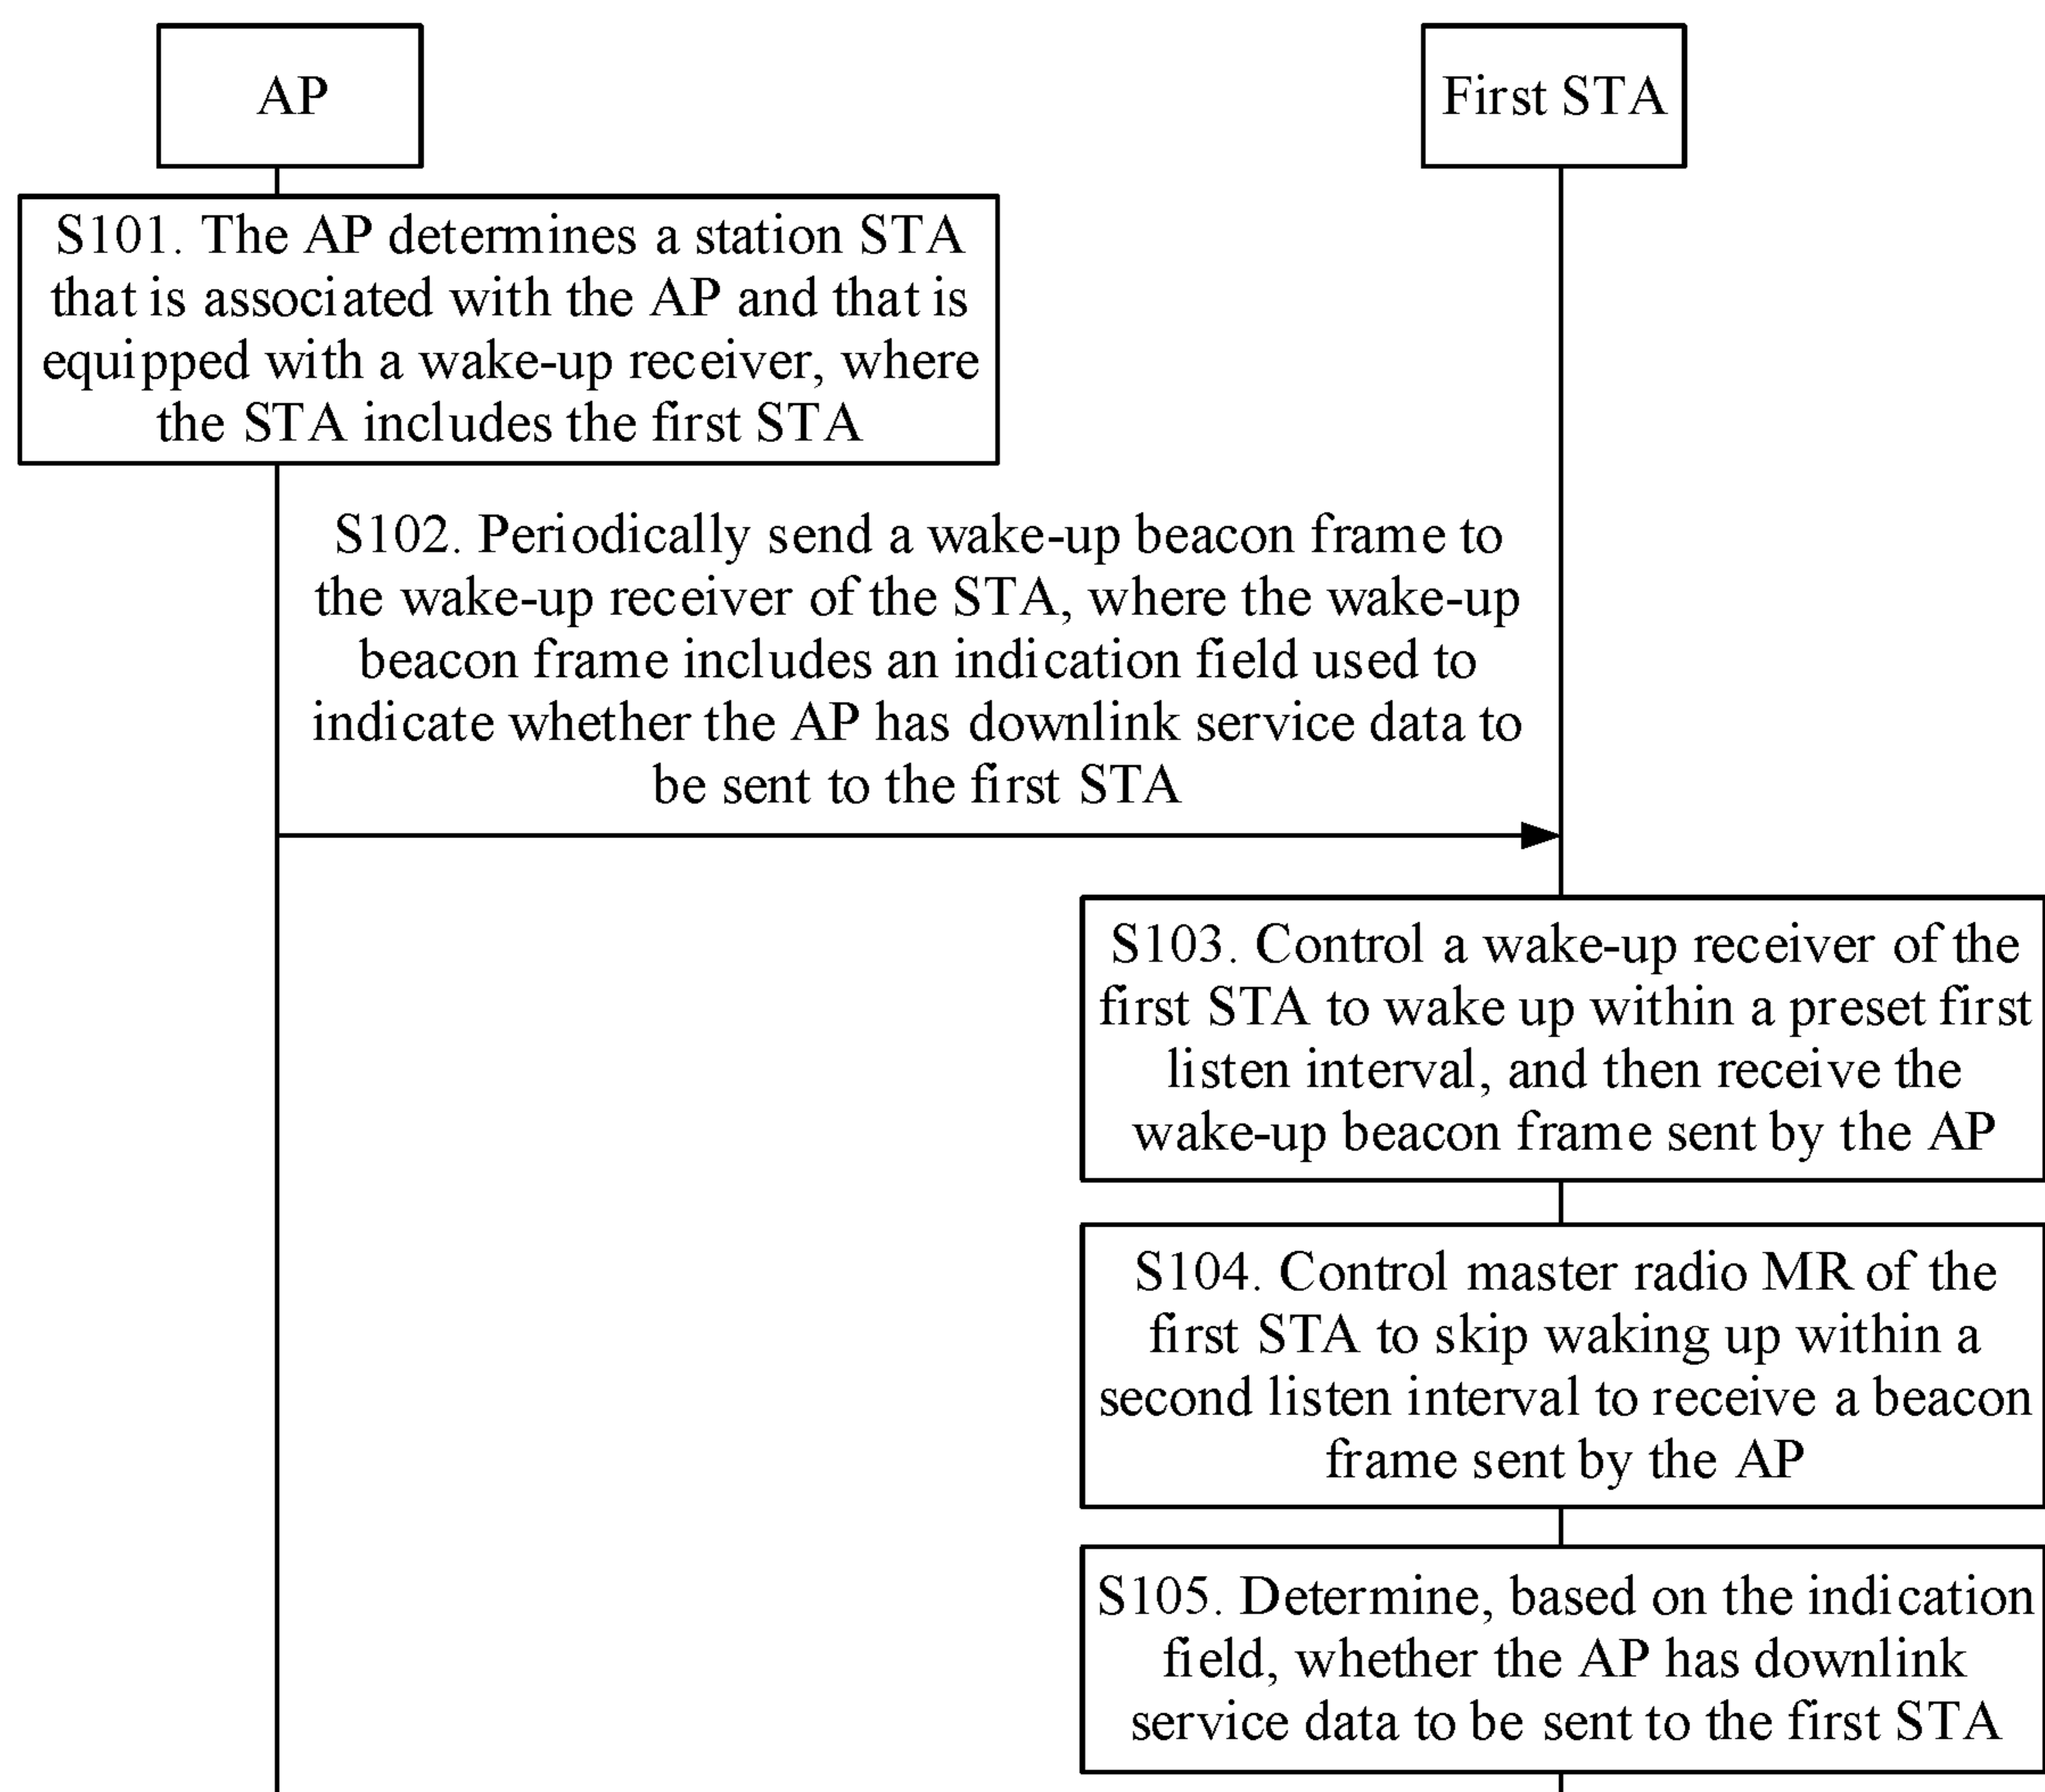 AP
First STA
S101. The AP determines a station STA
that is associated with the AP and that is
equipped with a wake-up receiver, where
the STA includes the first STA
S102. Periodically send a wake-up beacon frame to
the wake-up receiver of the STA, where the wake-up
beacon frame includes an indication field used to
indicate whether the AP has downlink service data to
be sent to the first STA
S103. Control a wake-up receiver of the
first STA to wake up within a preset first
listen interval, and then receive the
wake-up beacon frame sent by the AP
S104. Control master radio MR of the
first STA to skip waking up within a
second listen interval to receive a beacon
frame sent by the AP
S105. Determine, based on the indication
field, whether the AP has downlink
service data to be sent to the first STA